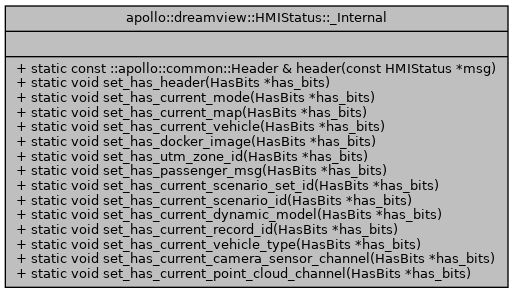 apollo::dreamview::HMIStatus::_Internal
+ static const ::apollo::common::Header & header(const HMIStatus *msg)
+ static void set_has_header(HasBits *has_bits)
+ static void set_has_current_mode(HasBits *has_bits)
+ static void set_has_current_map(HasBits *has_bits)
+ static void set_has_current_vehicle(HasBits *has_bits)
+ static void set_has_docker_image(HasBits *has_bits)
+ static void set_has_utm_zone_id(HasBits *has_bits)
+ static void set_has_passenger_msg(HasBits *has_bits)
+ static void set_has_current_scenario_set_id(HasBits *has_bits)
+ static void set_has_current_scenario_id(HasBits *has_bits)
+ static void set_has_current_dynamic_model(HasBits *has_bits)
+ static void set_has_current_record_id(HasBits *has_bits)
+ static void set_has_current_vehicle_type(HasBits *has_bits)
+ static void set_has_current_camera_sensor_channel(HasBits *has_bits)
+ static void set_has_current_point_cloud_channel(HasBits *has_bits)